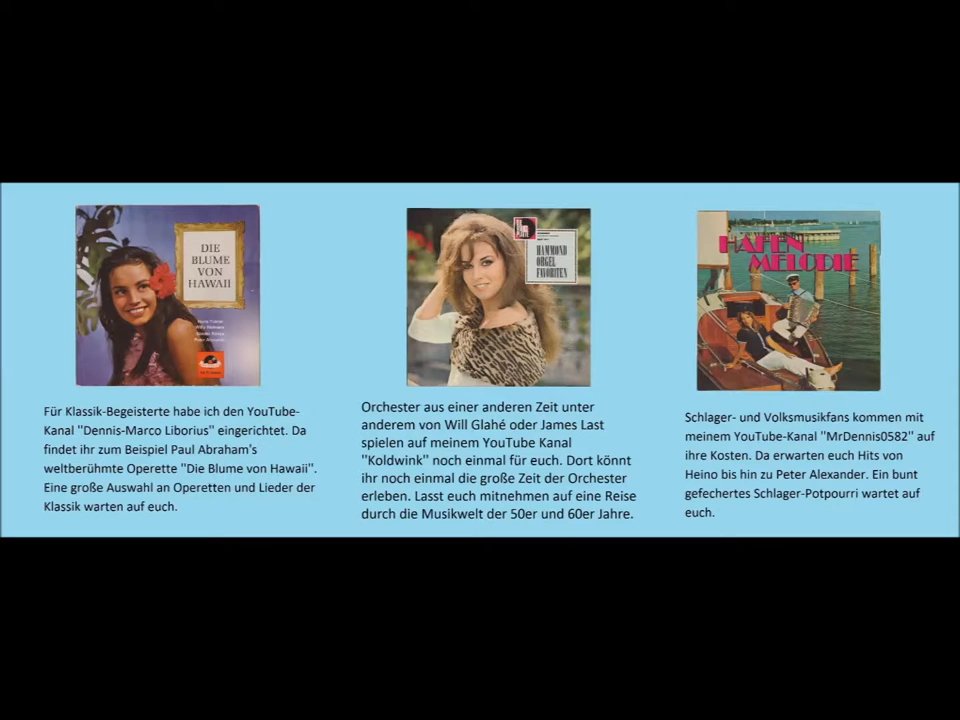 DIE
BLUME
VON
HAWAII
HAMMOND
ORGEL
FAVORITEN
HAFEN
MELODIE
Für Klassik-Begeisterte habe ich den YouTube-
Kanal "Dennis-Marco Liborius" eingerichtet. Da
findet ihr zum Beispiel Paul Abraham's
weltberühmte Operette "Die Blume von Hawaii".
Eine große Auswahl an Operetten und Lieder der
Klassik warten auf euch.
Orchester aus einer anderen Zeit unter
anderem von Will Glahé oder James Last
spielen auf meinem YouTube Kanal
"Koldwink" noch einmal für euch. Dort könnt
ihr noch einmal die große Zeit der Orchester
erleben. Lasst euch mitnehmen auf eine Reise
durch die Musikwelt der 50er und 60er Jahre.
Schlager- und Volksmusikfans kommen mit
meinem YouTube-Kanal "MrDennis0582" auf
ihre Kosten. Da erwarten euch Hits von
Heino bis hin zu Peter Alexander. Ein bunt
gefechertes Schlager-Potpourri wartet auf
euch.